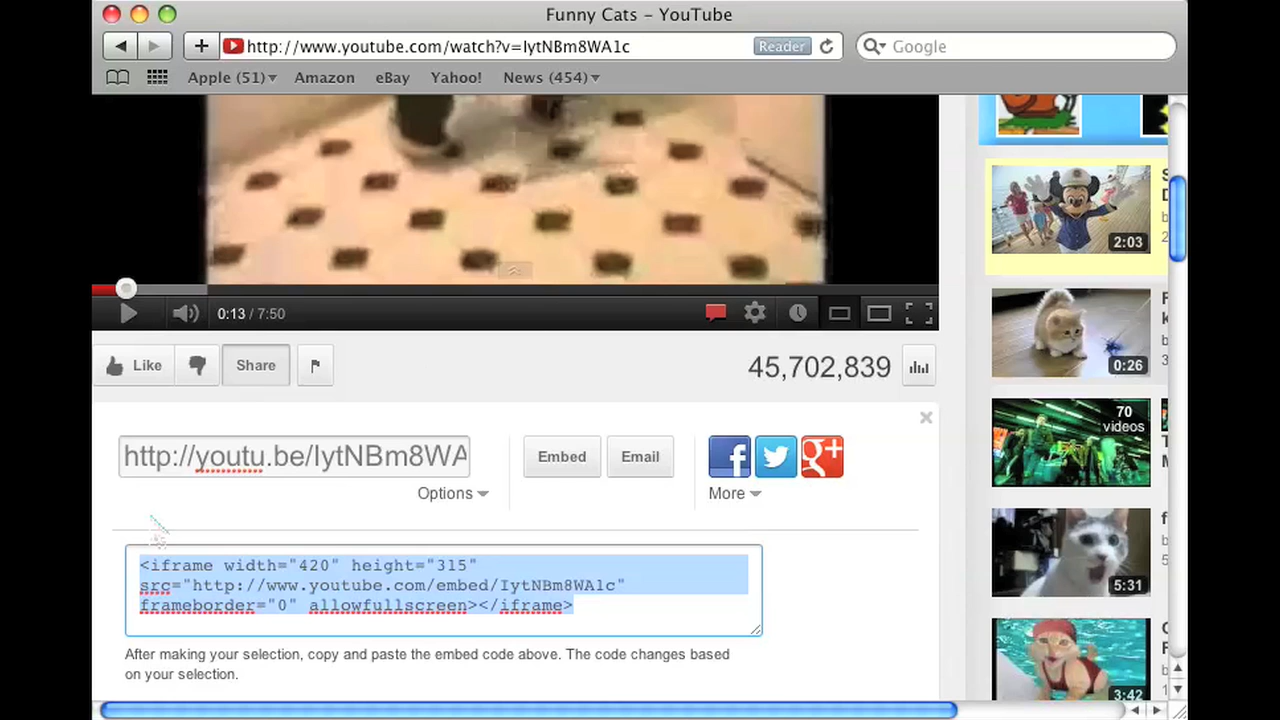 Funny Cats – YouTube
http://www.youtube.com/watch?v=IytNBm8WA1c
Reader
Google
Apple (51)▾ Amazon eBay Yahoo! News (454)▾
2:03
0:13 / 7:50
0:26
Like
Share
45,702,839
70 videos
http://youtu.be/IytNBm8WA
Embed
Email
Options
More
<iframe width="420" height="315"
src="http://www.youtube.com/embed/IytNBm8WA1c"
frameborder="0" allowfullscreen></iframe>
5:31
After making your selection, copy and paste the embed code above. The code changes based
on your selection.
3:42